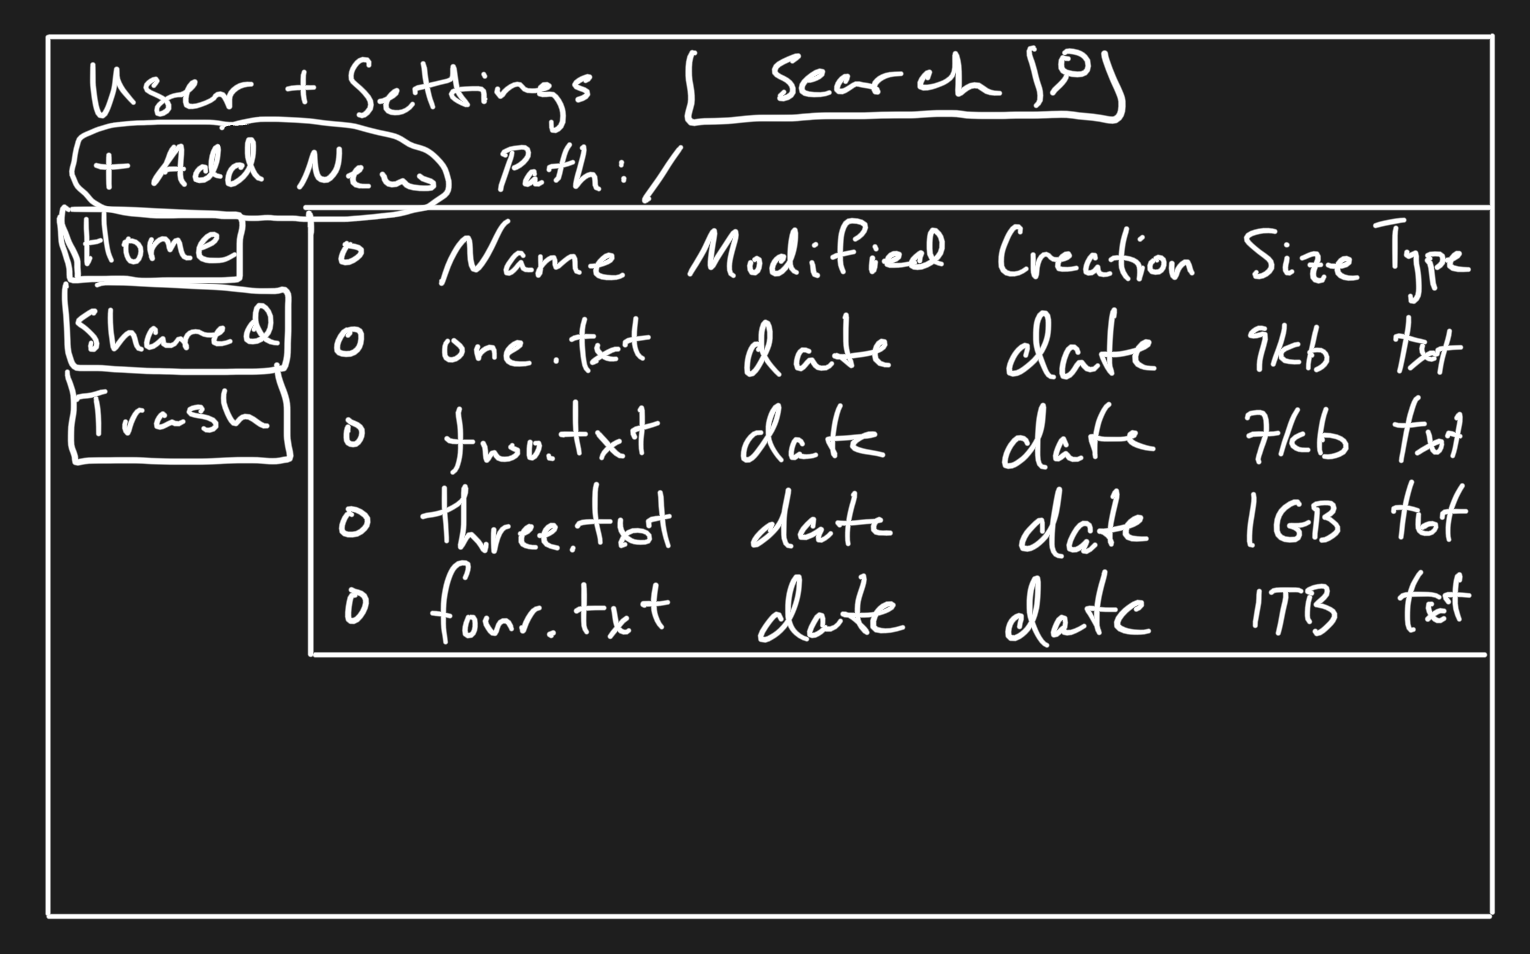 User + Settings Search
+ Add New Path: /
Home
Shared
Trash
Name Modified Creation Size Type
one.txt date date 9kb txt
two.txt date date 7kb txt
three.txt date date 1GB txt
four.txt date date 1TB txt